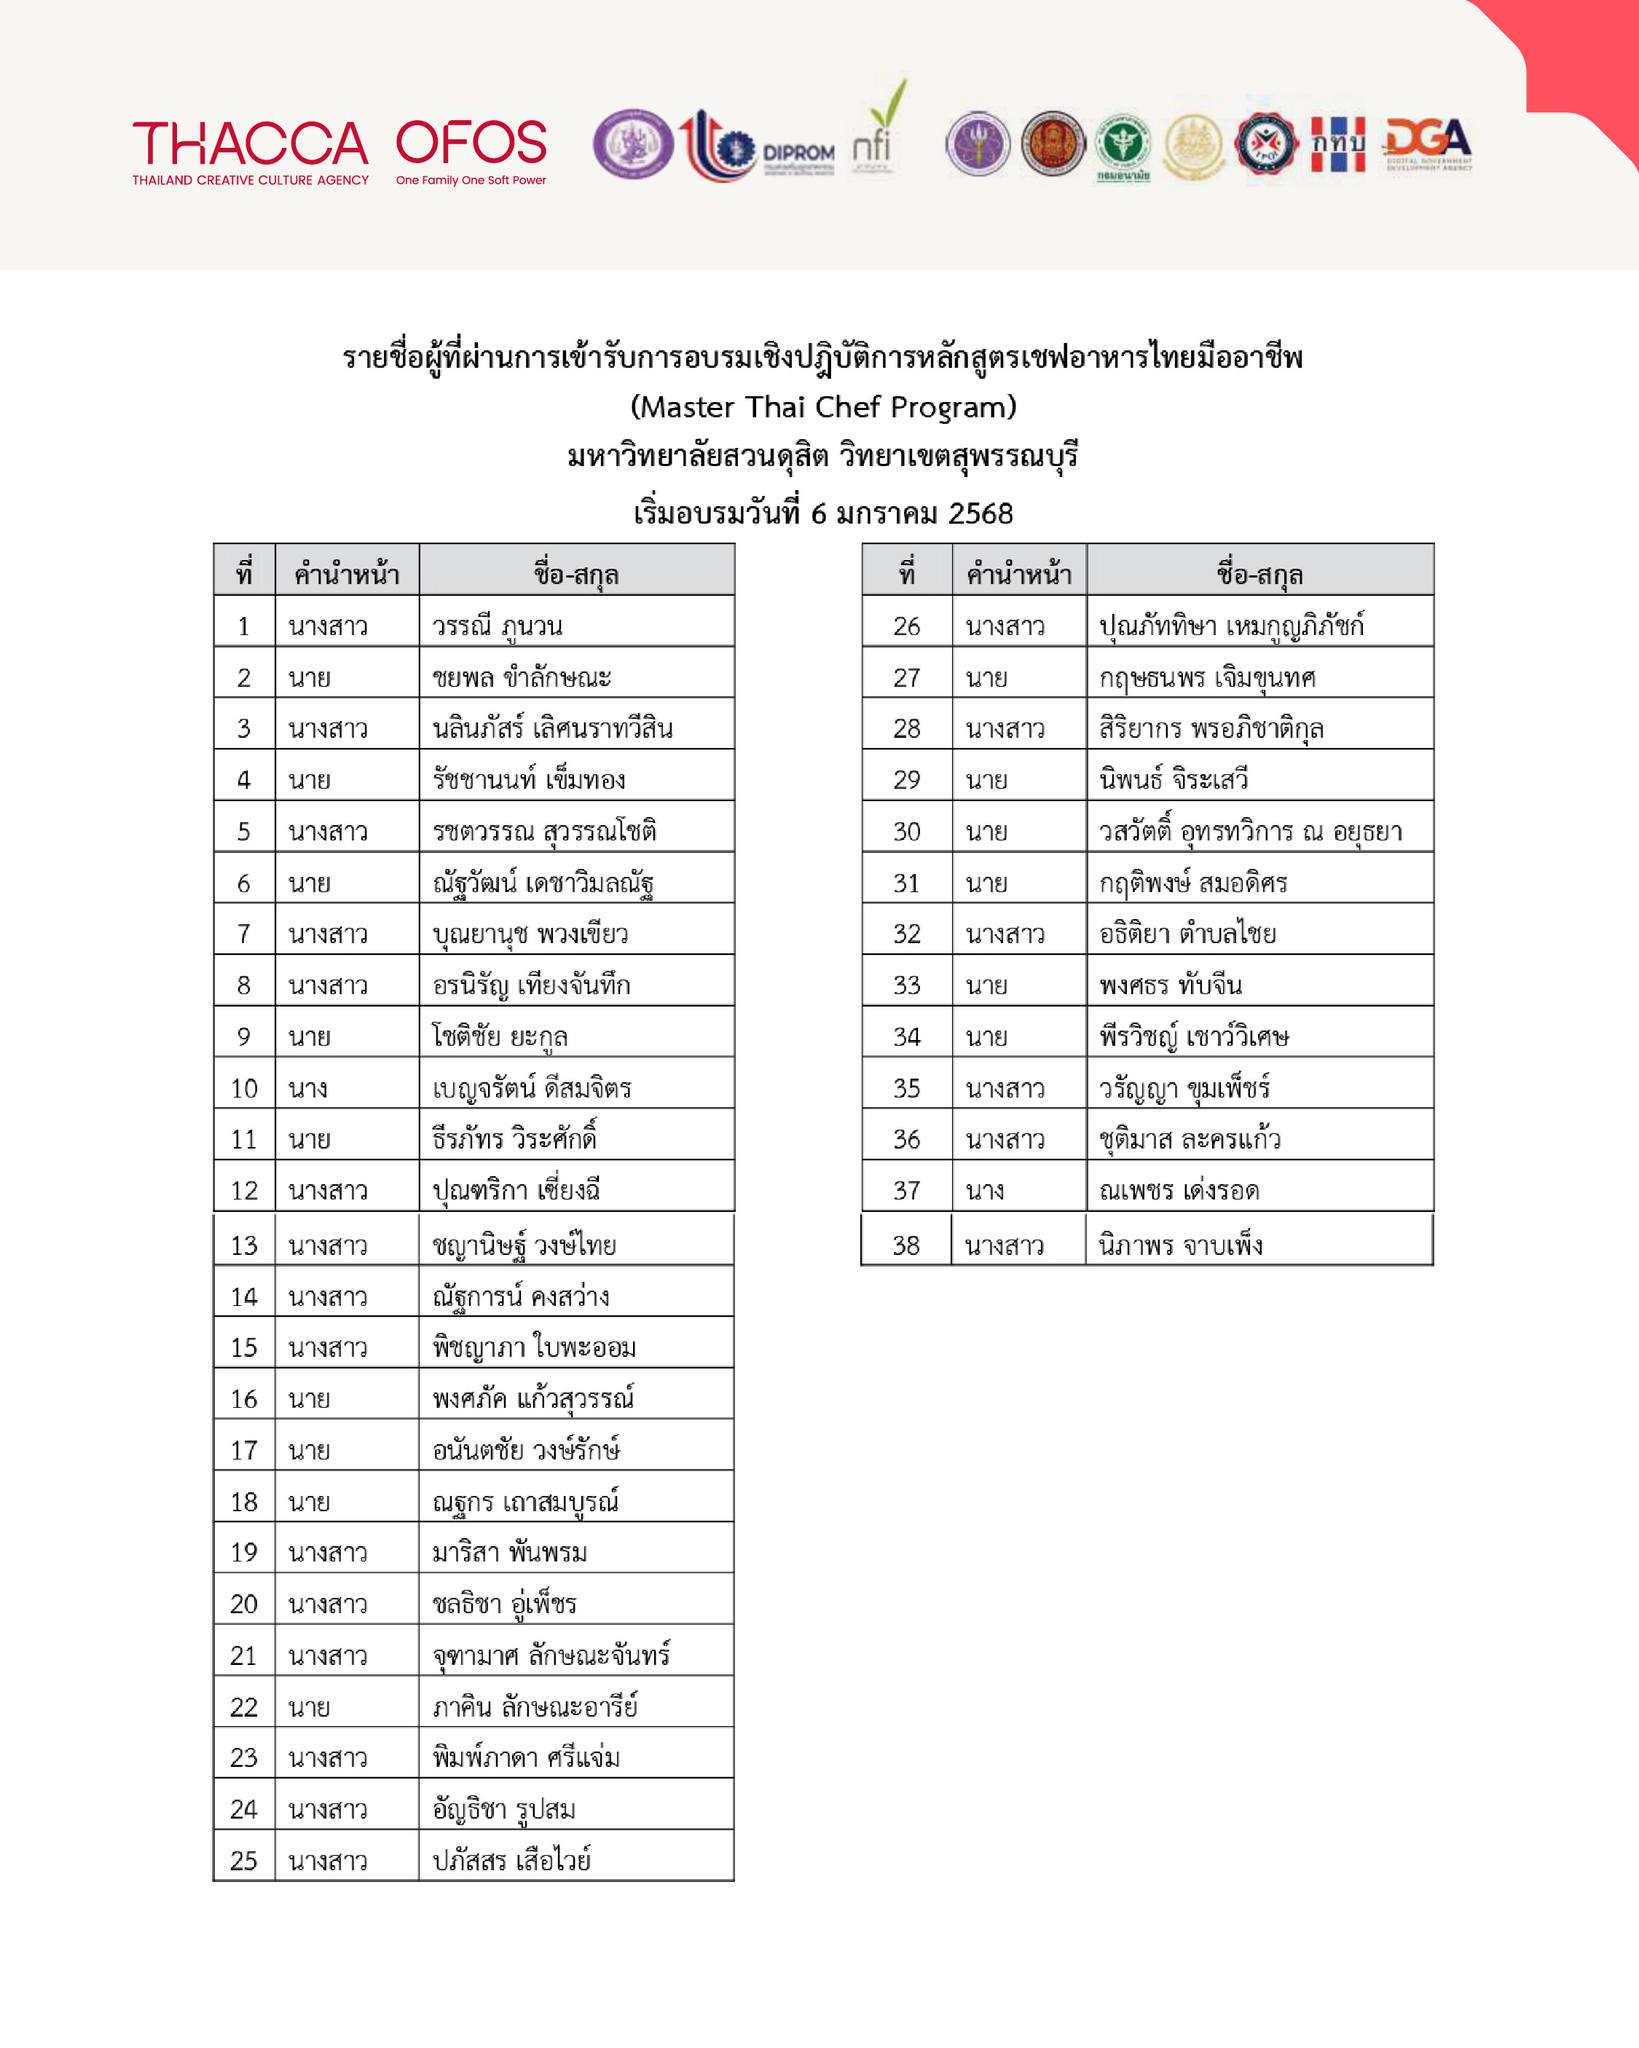 THACCA
THAILAND CREATIVE CULTURE AGENCY
OFOS
One Family One Soft Power
DIPROM
nfi
กรมอนามัย
กทบ
DGA
DIGITAL GOVERNMENT
DEVELOPMENT AGENCY
รายชื่อผู้ที่ผ่านการเข้ารับการอบรมเชิงปฏิบัติการหลักสูตรเชฟอาหารไทยมืออาชีพ
(Master Thai Chef Program)
มหาวิทยาลัยสวนดุสิต วิทยาเขตสุพรรณบุรี
เริ่มอบรมวันที่ 6 มกราคม 2568
ที่ คำนำหน้า ชื่อ-สกุล
1 นางสาว วรรณี ภูนวน
2 นาย ชยพล ขำลักษณะ
3 นางสาว นลินภัสร์ เลิศนราทวีสิน
4 นาย รัชชานนท์ เข็มทอง
5 นางสาว รชตวรรณ สุวรรณโชติ
6 นาย ณัฐวัฒน์ เดชาวิมลณัฐ
7 นางสาว บุณยานุช พวงเขียว
8 นางสาว อรนิรัญ เทียงจันทึก
9 นาย โชติชัย ยะกูล
10 นาง เบญจรัตน์ ดีสมจิตร
11 นาย ธีรภัทร วิระศักดิ์
12 นางสาว ปุณฑริกา เซี่ยงฉี
13 นางสาว ชญานิษฐ์ วงษ์ไทย
14 นางสาว ณัฐการน์ คงสว่าง
15 นางสาว พิชญาภา ใบพะออม
16 นาย พงศภัค แก้วสุวรรณ์
17 นาย อนันตชัย วงษ์รักษ์
18 นาย ณฐกร เถาสมบูรณ์
19 นางสาว มาริสา พันพรม
20 นางสาว ชลธิชา อู่เพ็ชร
21 นางสาว จุฑามาศ ลักษณะจันทร์
22 นาย ภาคิน ลักษณะอารีย์
23 นางสาว พิมพ์ภาดา ศรีแจ่ม
24 นางสาว อัญธิชา รูปสม
25 นางสาว ปภัสสร เสือไวย์
ที่ คำนำหน้า ชื่อ-สกุล
26 นางสาว ปุณภัททิษา เหมกูญภิภัชก์
27 นาย กฤษธนพร เจิมขุนทศ
28 นางสาว สิริยากร พรอภิชาติกุล
29 นาย นิพนธ์ จิระเสวี
30 นาย วสวัตติ์ อุทรทวิการ ณ อยุธยา
31 นาย กฤติพงษ์ สมอดิศร
32 นางสาว อธิติยา ตำบลไชย
33 นาย พงศธร ทับจีน
34 นาย พีรวิชญ์ เชาว์วิเศษ
35 นางสาว วรัญญา ขุมเพ็ชร์
36 นางสาว ชุติมาส ละครแก้ว
37 นาง ณเพชร เด่งรอด
38 นางสาว นิภาพร จาบเพ็ง